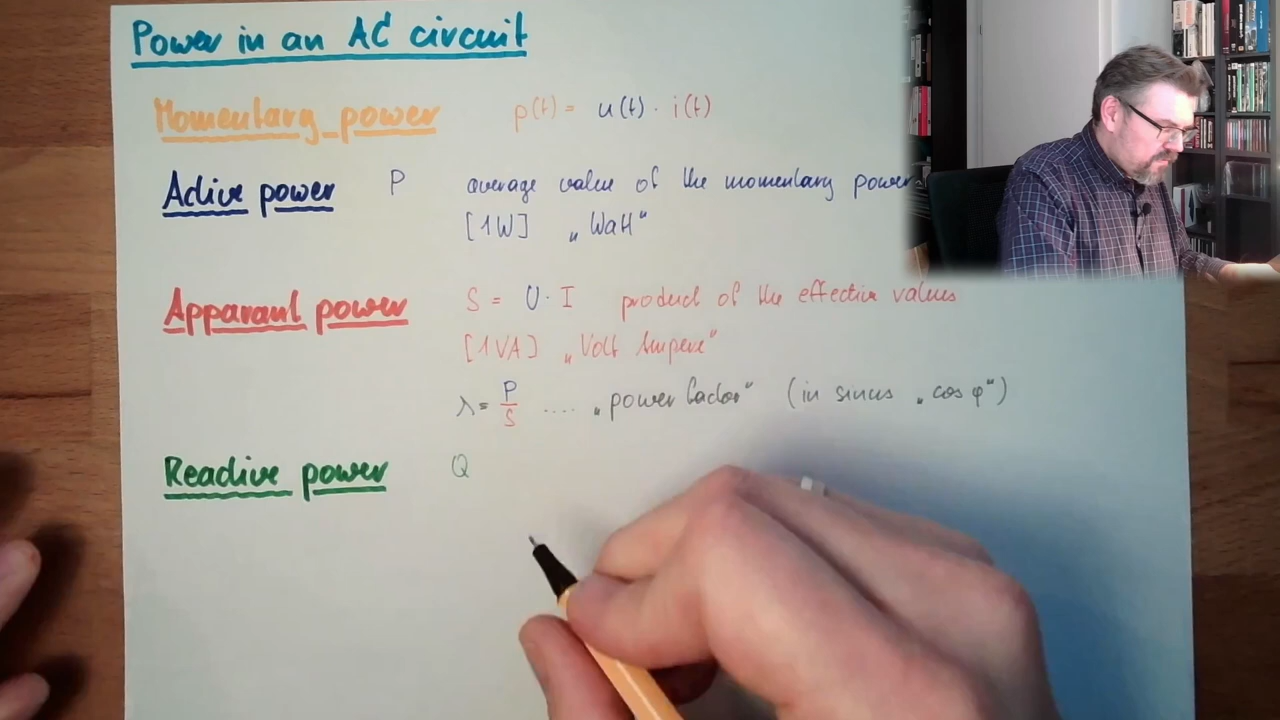 Power in an AC circuit
Momentary power p(t) = u(t) · i(t)
Active power P average value of the momentary power
[1W] „Watt“
Apparant power S = U · I product of the effective values
[1VA] „Volt Ampere“
λ = P/S .... „power factor“ (in sinus „cos φ“)
Reactive power Q